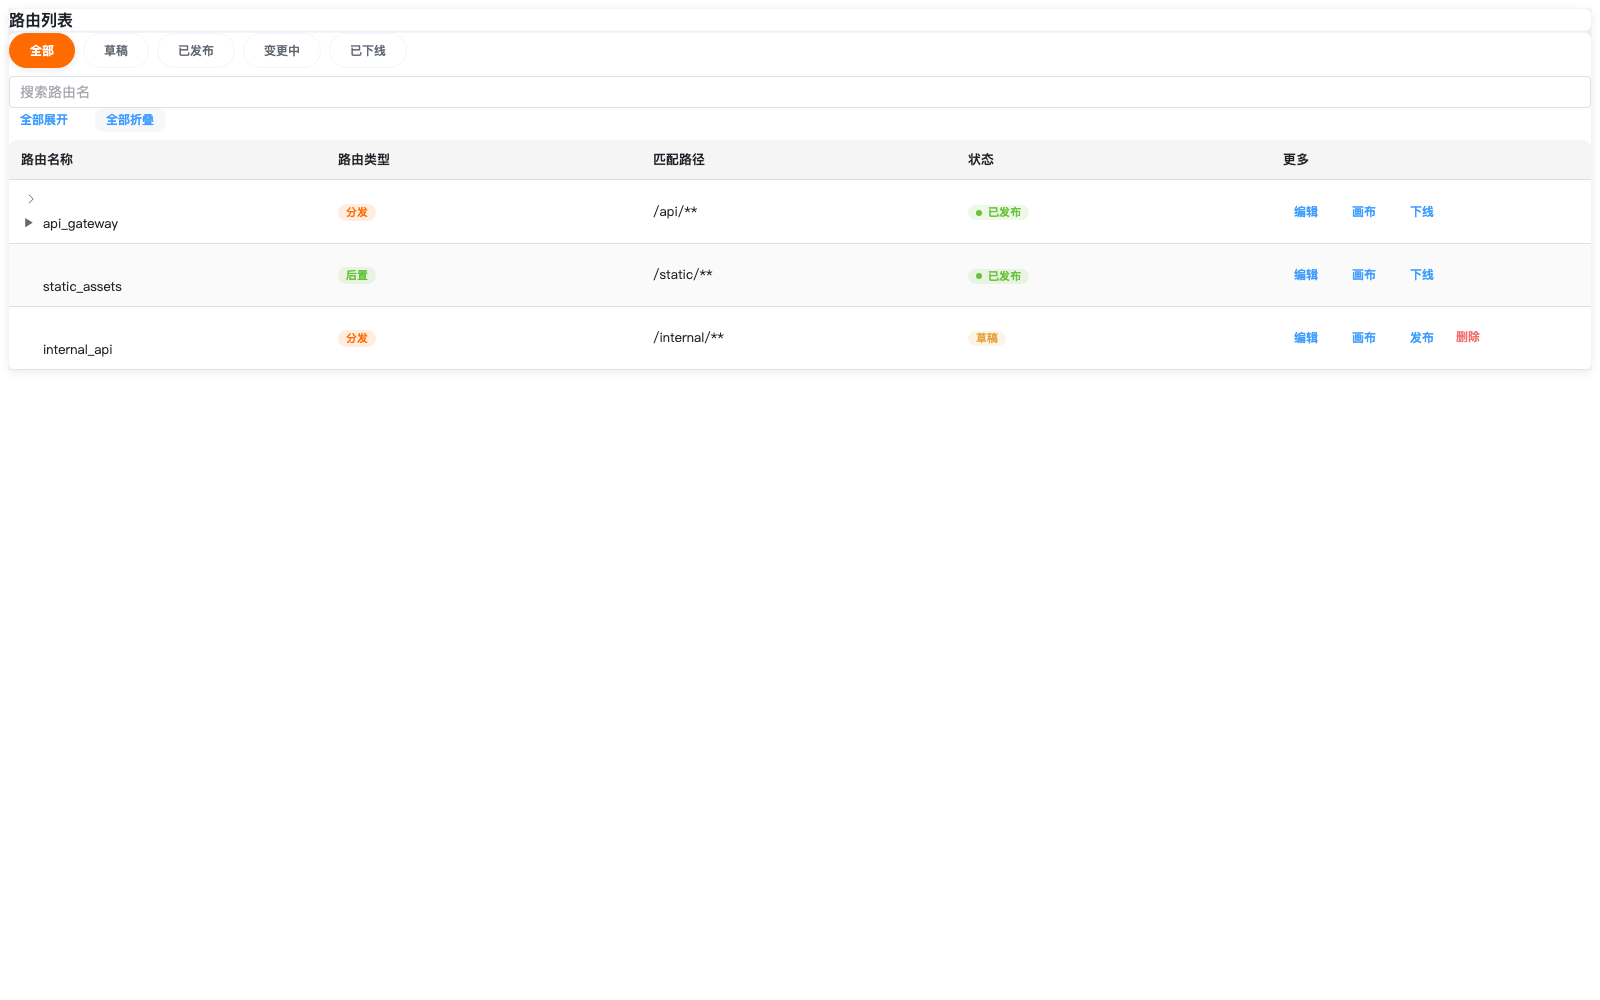 路由列表
全部 草稿 已发布 变更中 已下线
搜索路由名
全部展开 全部折叠
路由名称 路由类型 匹配路径 状态 更多
api_gateway 分发 /api/** 已发布 编辑 画布 下线
static_assets 后置 /static/** 已发布 编辑 画布 下线
internal_api 分发 /internal/** 草稿 编辑 画布 发布 删除